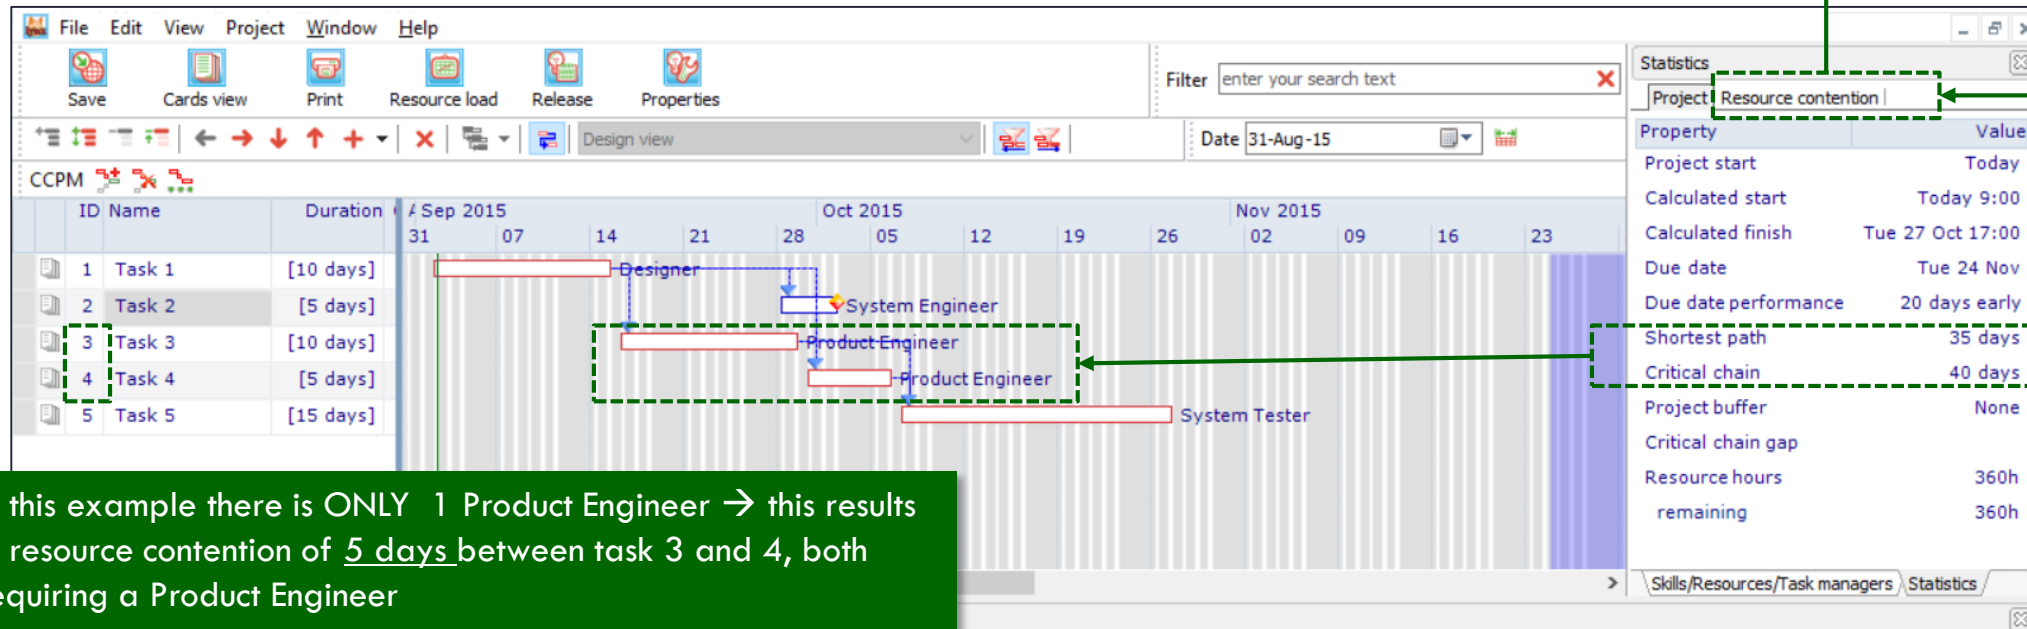 File Edit View Project Window Help
Save Cards view Print Resource load Release Properties
Filter enter your search text
Design view
Date 31-Aug-15
CCPM
ID Name Duration
Sep 2015 Oct 2015 Nov 2015
31 07 14 21 28 05 12 19 26 02 09 16 23
1 Task 1 [10 days] Designer
2 Task 2 [5 days] System Engineer
3 Task 3 [10 days] Product Engineer
4 Task 4 [5 days] Product Engineer
5 Task 5 [15 days] System Tester
Statistics
Project Resource contention
Property Value
Project start Today
Calculated start Today 9:00
Calculated finish Tue 27 Oct 17:00
Due date Tue 24 Nov
Due date performance 20 days early
Shortest path 35 days
Critical chain 40 days
Project buffer None
Critical chain gap
Resource hours 360h
remaining 360h
Skills/Resources/Task managers Statistics
this example there is ONLY 1 Product Engineer → this results
resource contention of 5 days between task 3 and 4, both
equiring a Product Engineer